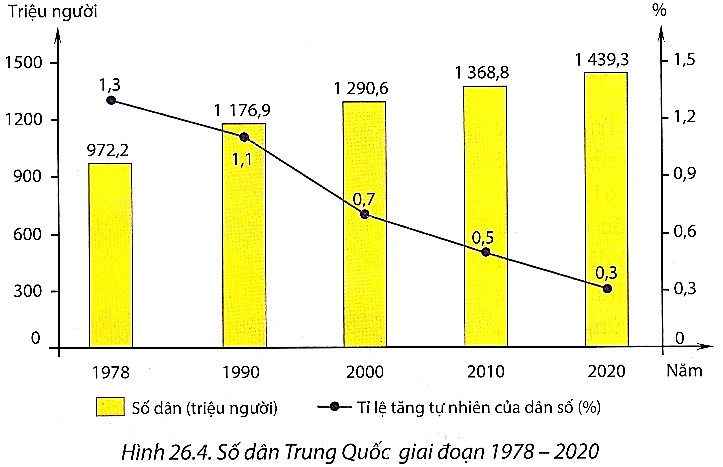 Triệu người %
1500 1,5
1 439,3
1 368,8
1 290,6
1,3
1200 1 176,9 1,2
972,2 1,1
900 0,9
0,7
600 0,6
0,5
300 0,3 0,3
0 0
1978 1990 2000 2010 2020 Năm
Số dân (triệu người) Tỉ lệ tăng tự nhiên của dân số (%)
Hình 26.4. Số dân Trung Quốc giai đoạn 1978 – 2020